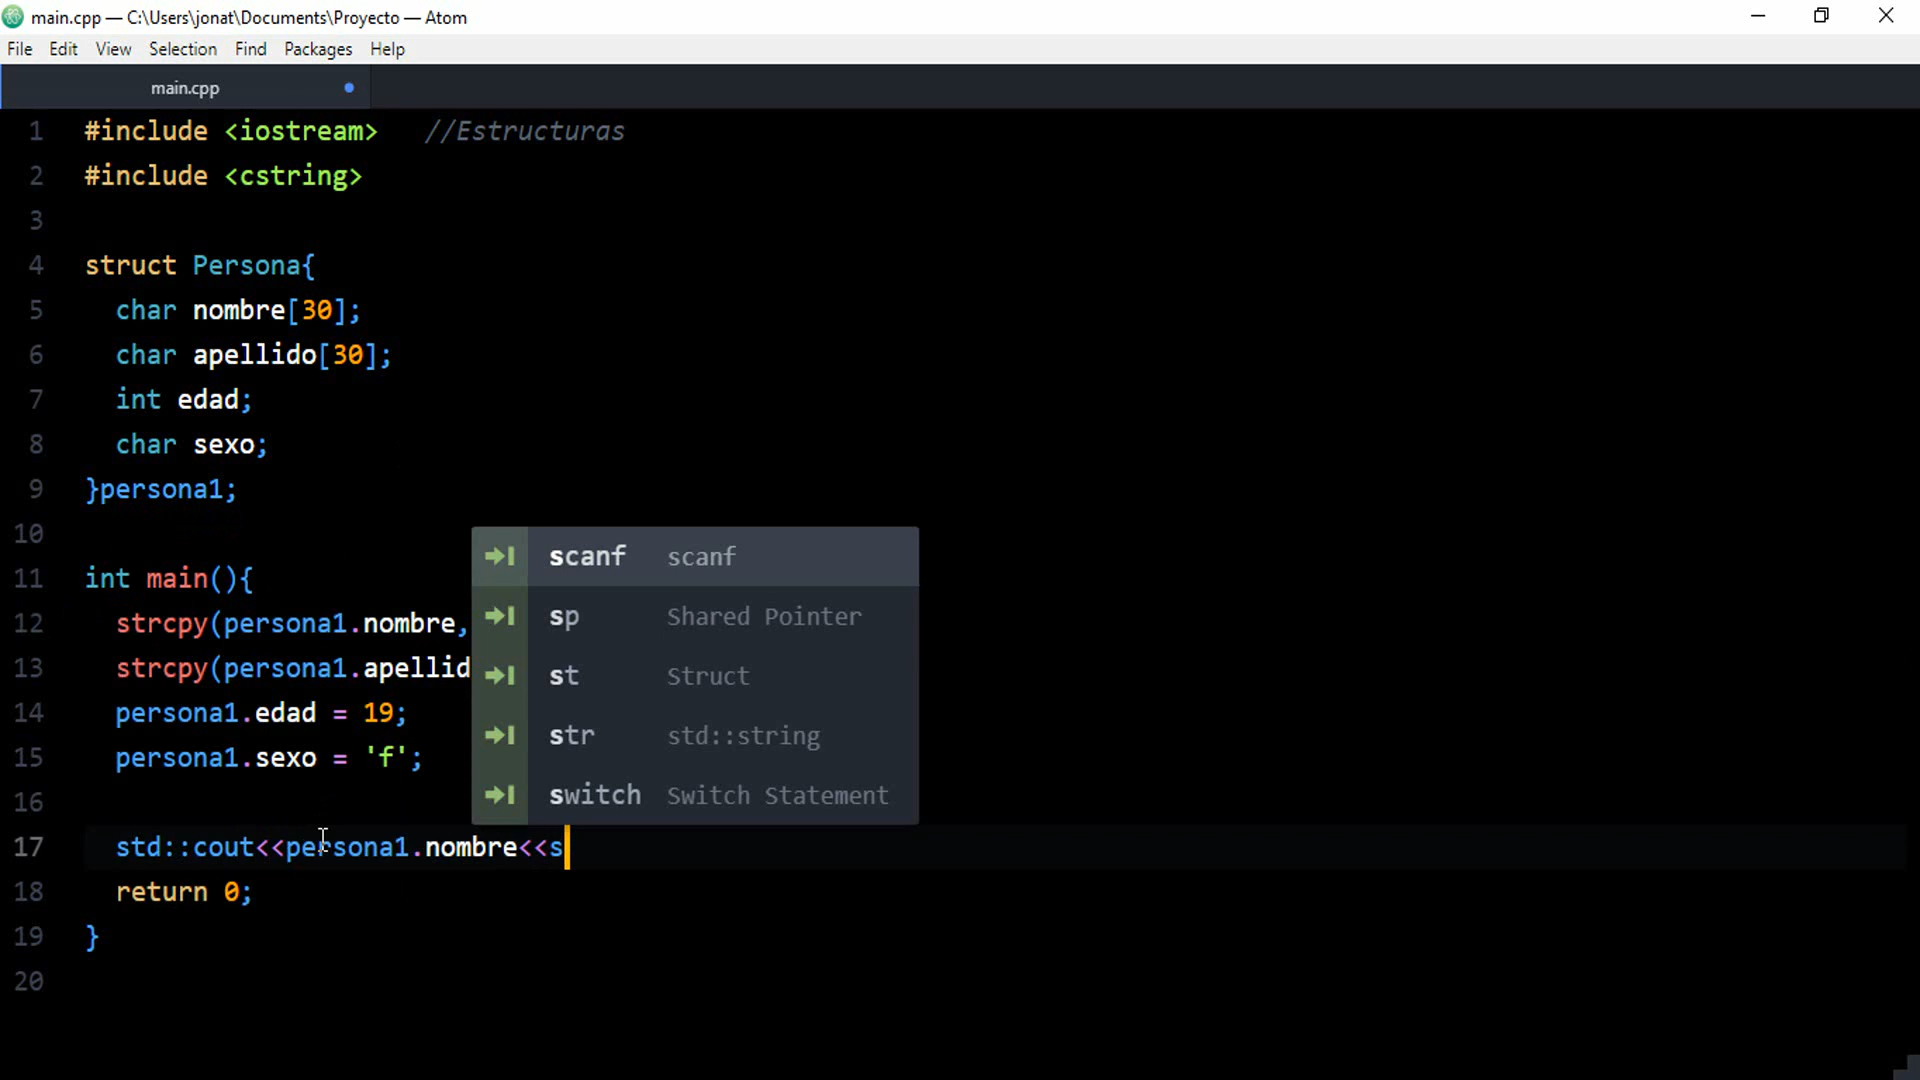 main.cpp — C:\Users\jonat\Documents\Proyecto — Atom
File Edit View Selection Find Packages Help
main.cpp
1 #include <iostream> //Estructuras
2 #include <cstring>
3
4 struct Persona{
5 char nombre[30];
6 char apellido[30];
7 int edad;
8 char sexo;
9 }persona1;
10
11 int main(){
12 strcpy(persona1.nombre,
13 strcpy(persona1.apellid
14 persona1.edad = 19;
15 persona1.sexo = 'f';
16
17 std::cout<<persona1.nombre<<s
18 return 0;
19 }
20
scanf scanf
sp Shared Pointer
st Struct
str std::string
switch Switch Statement